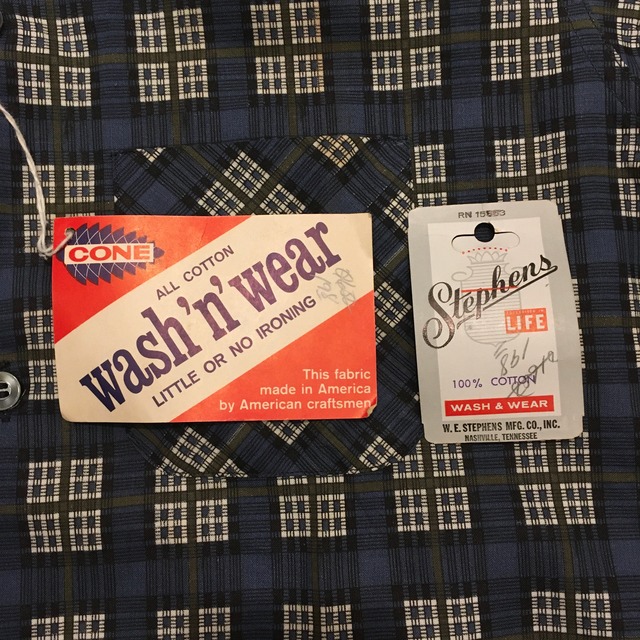 CONE
ALL COTTON
wash'n'wear
LITTLE OR NO IRONING
This fabric
made in America
by American craftsmen
Stephens
LIFE
198
100% COTTON
WASH & WEAR
W. E. STEPHENS MFG. CO., INC.
NASHVILLE, TENNESSEE